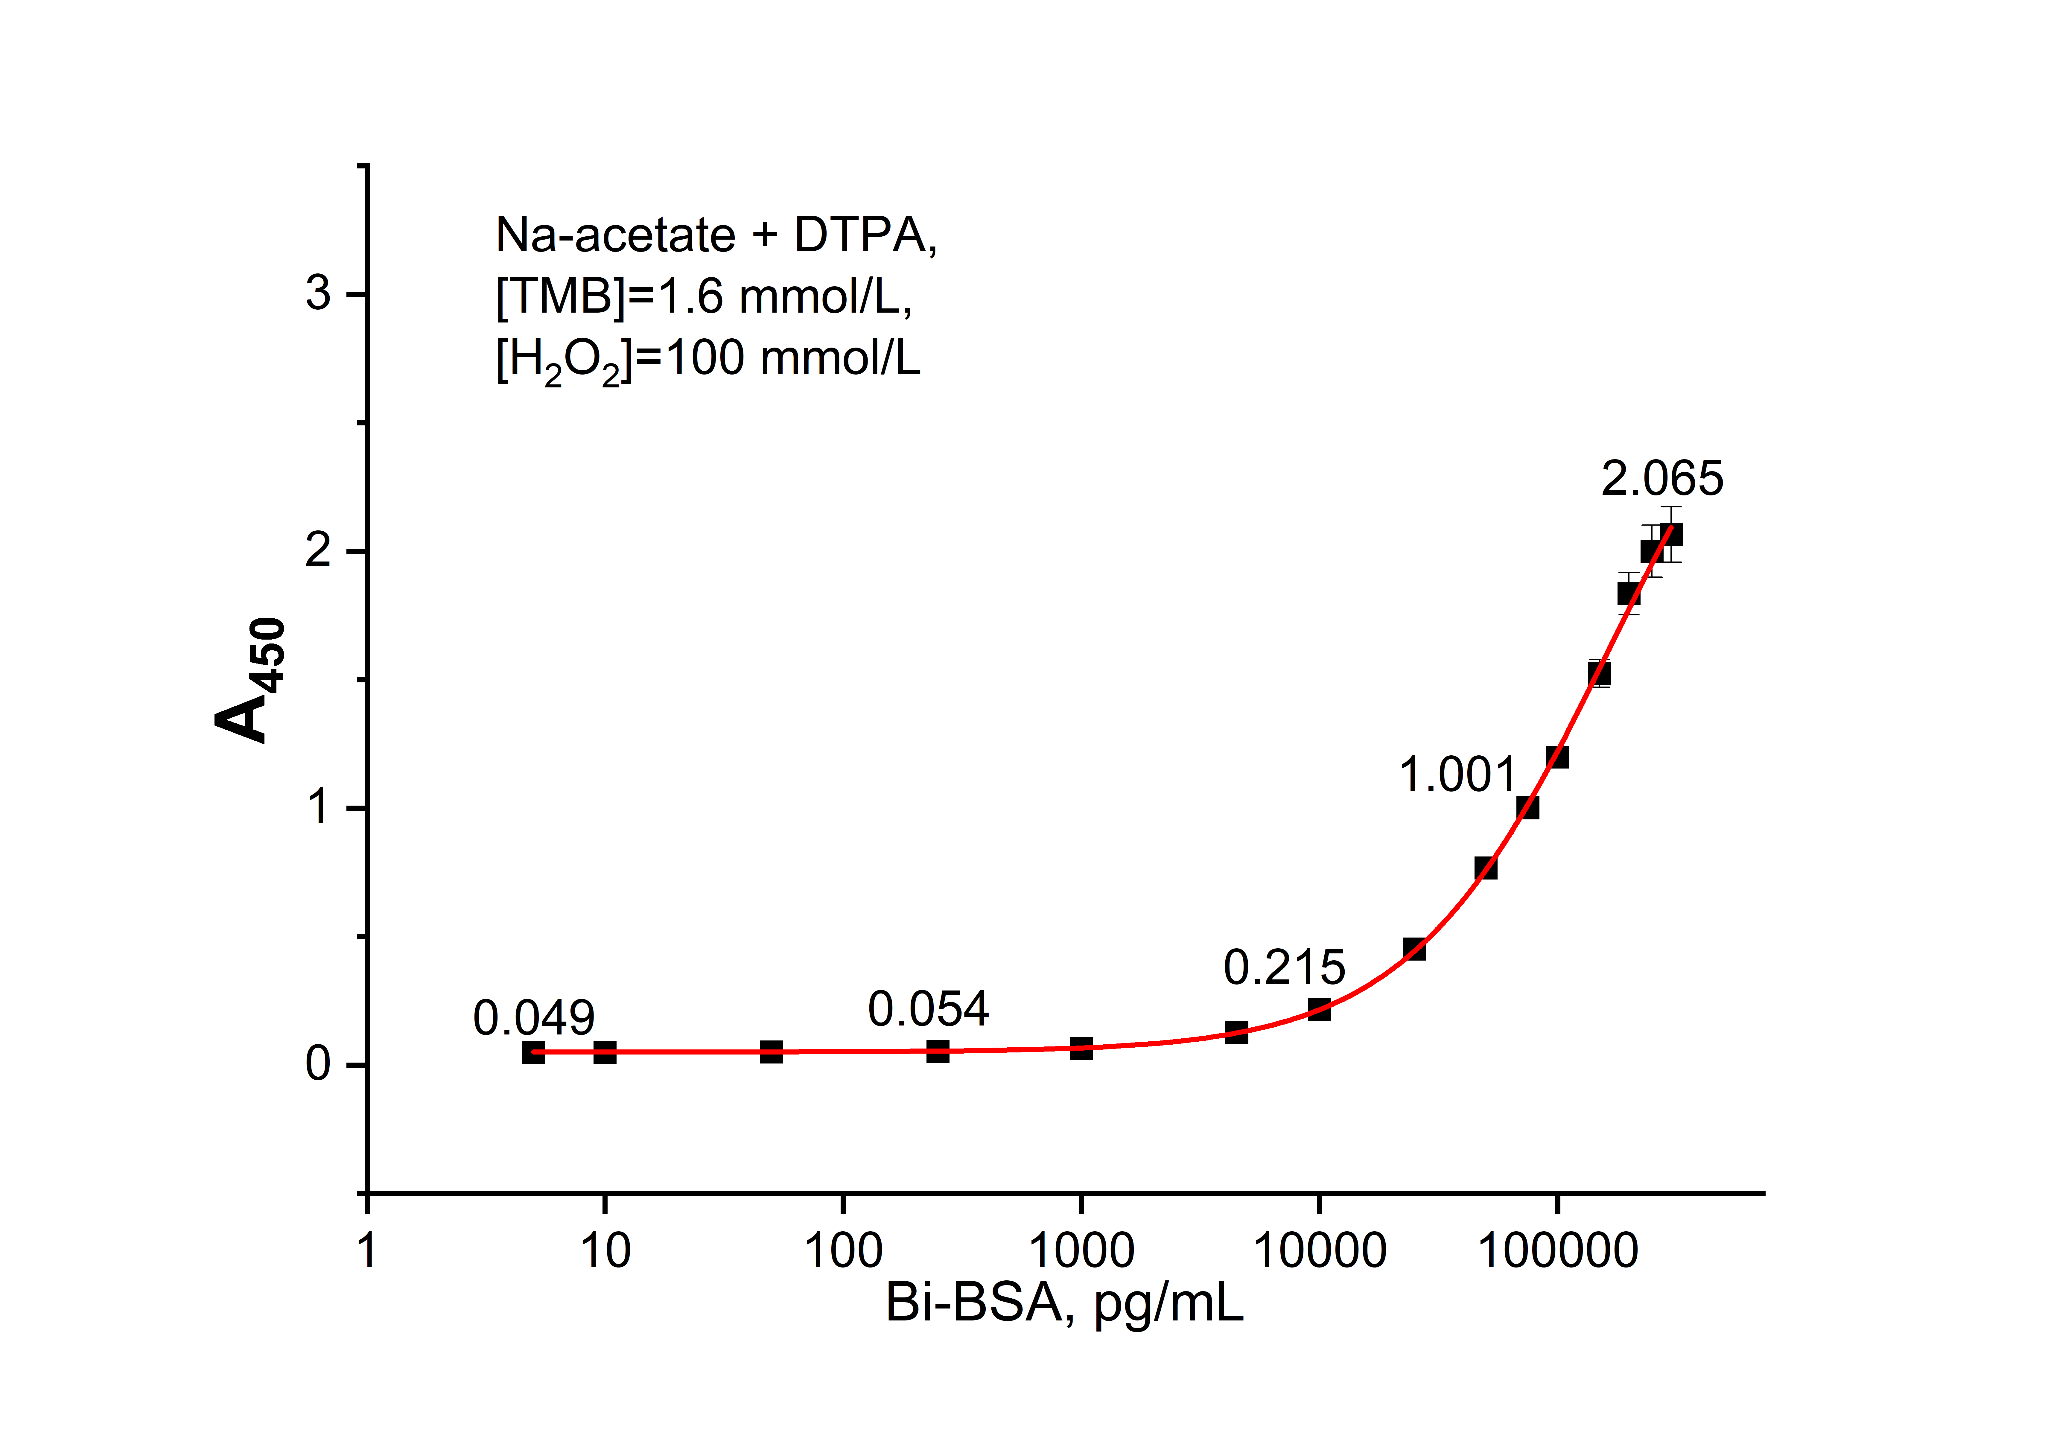 Na-acetate + DTPA,
[TMB]=1.6 mmol/L,
[H₂O₂]=100 mmol/L
3
2
1
0
A₄₅₀
2.065
1.001
0.215
0.054
0.049
1 10 100 1000 10000 100000
Bi-BSA, pg/mL